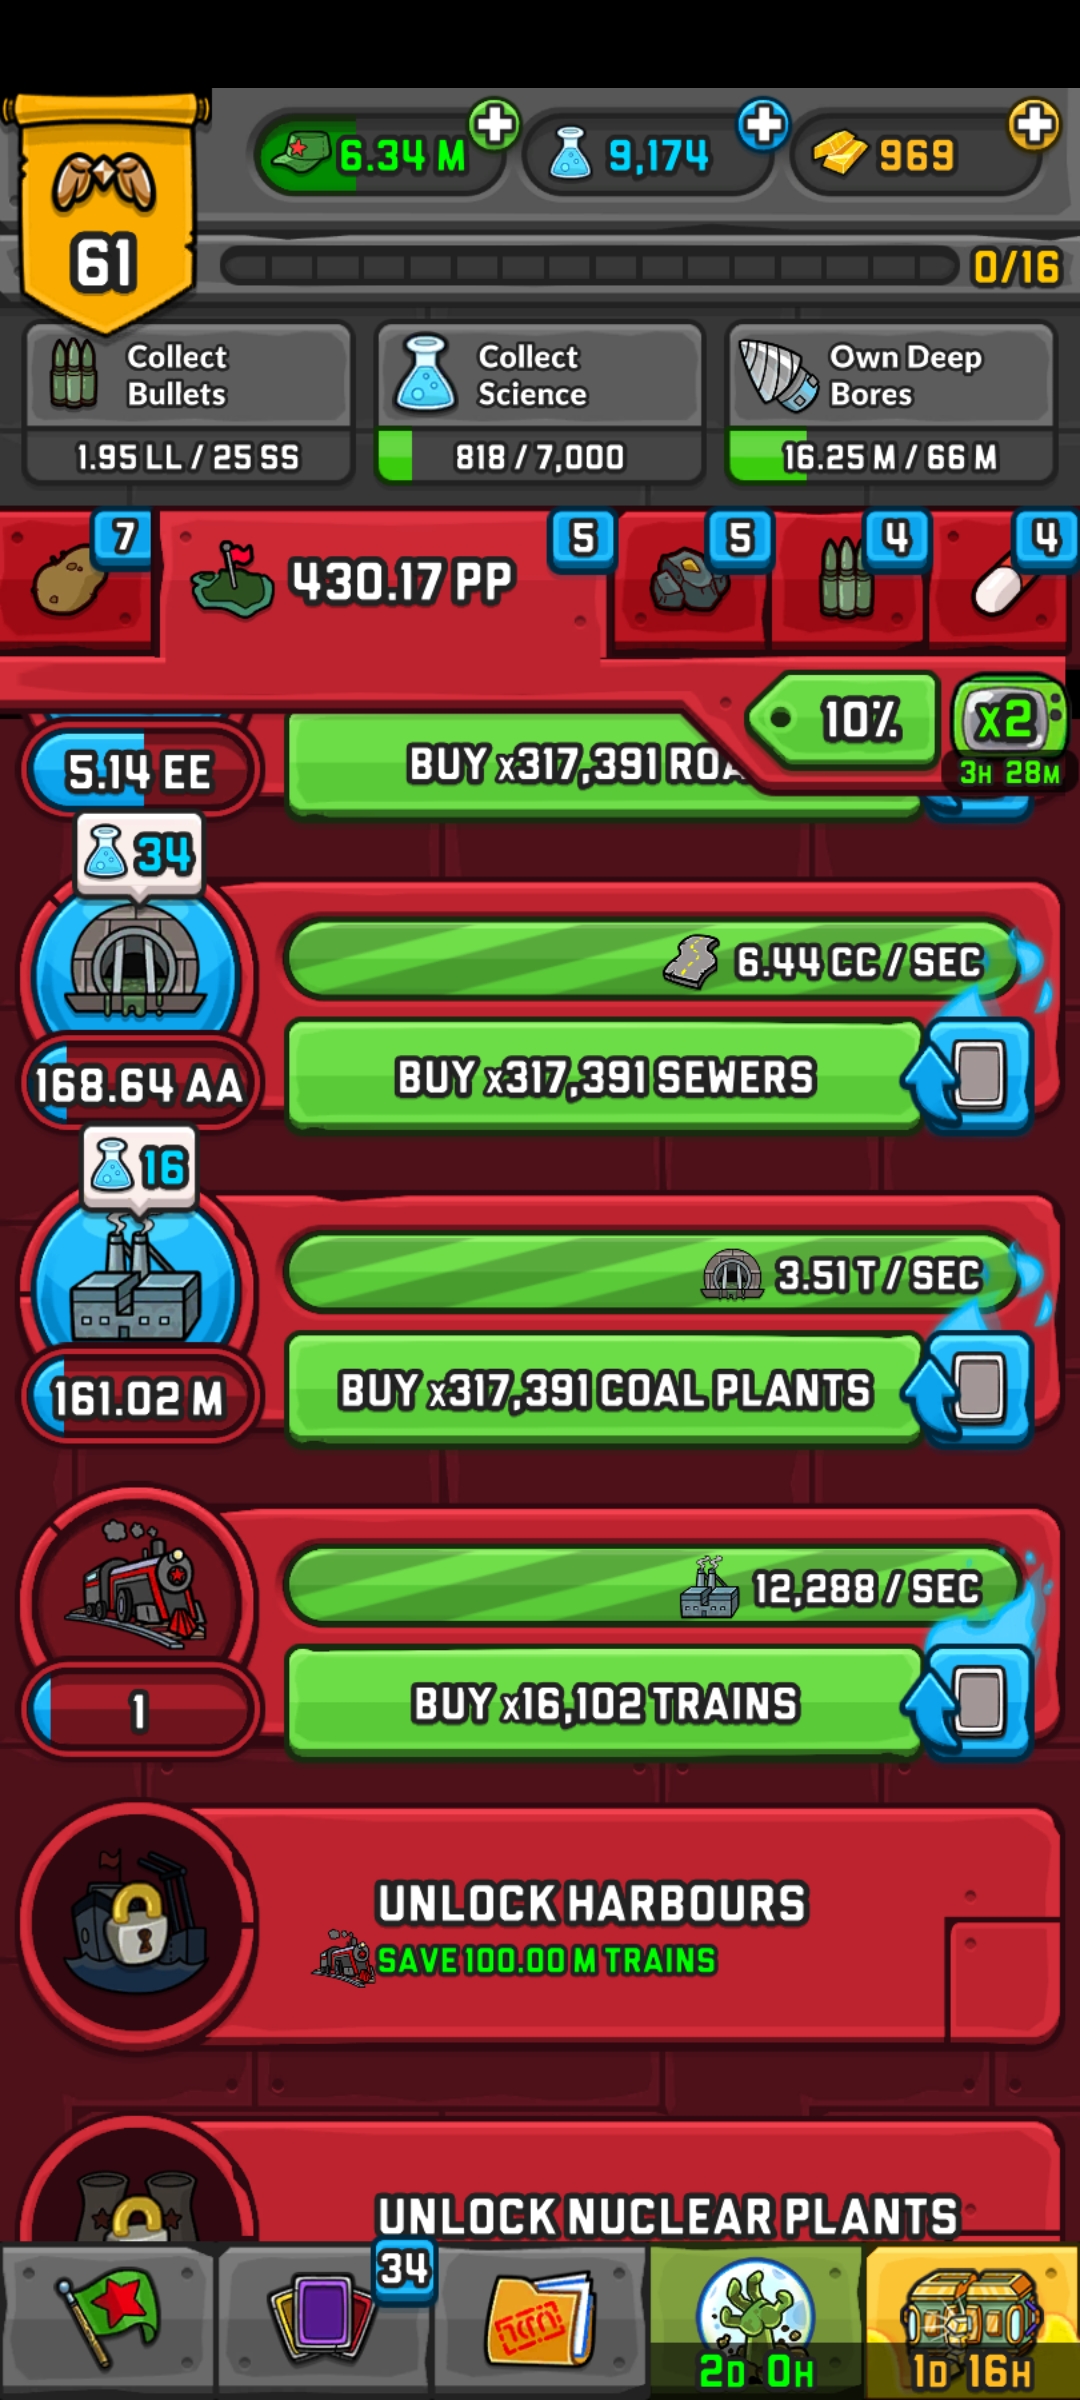 61
6.34 M
9,174
969
0/16
Collect Bullets
1.95 LL / 25 SS
Collect Science
818 / 7,000
Own Deep Bores
16.25 M / 66 M
7
430.17 PP
5
5
4
4
10%
x2
3H 28M
5.14 EE
BUY x317,391 ROA
34
6.44 CC / SEC
168.64 AA
BUY x317,391 SEWERS
16
3.51 T / SEC
161.02 M
BUY x317,391 COAL PLANTS
12,288 / SEC
1
BUY x16,102 TRAINS
UNLOCK HARBOURS
SAVE 100.00 M TRAINS
UNLOCK NUCLEAR PLANTS
34
2D 0H
1D 16H